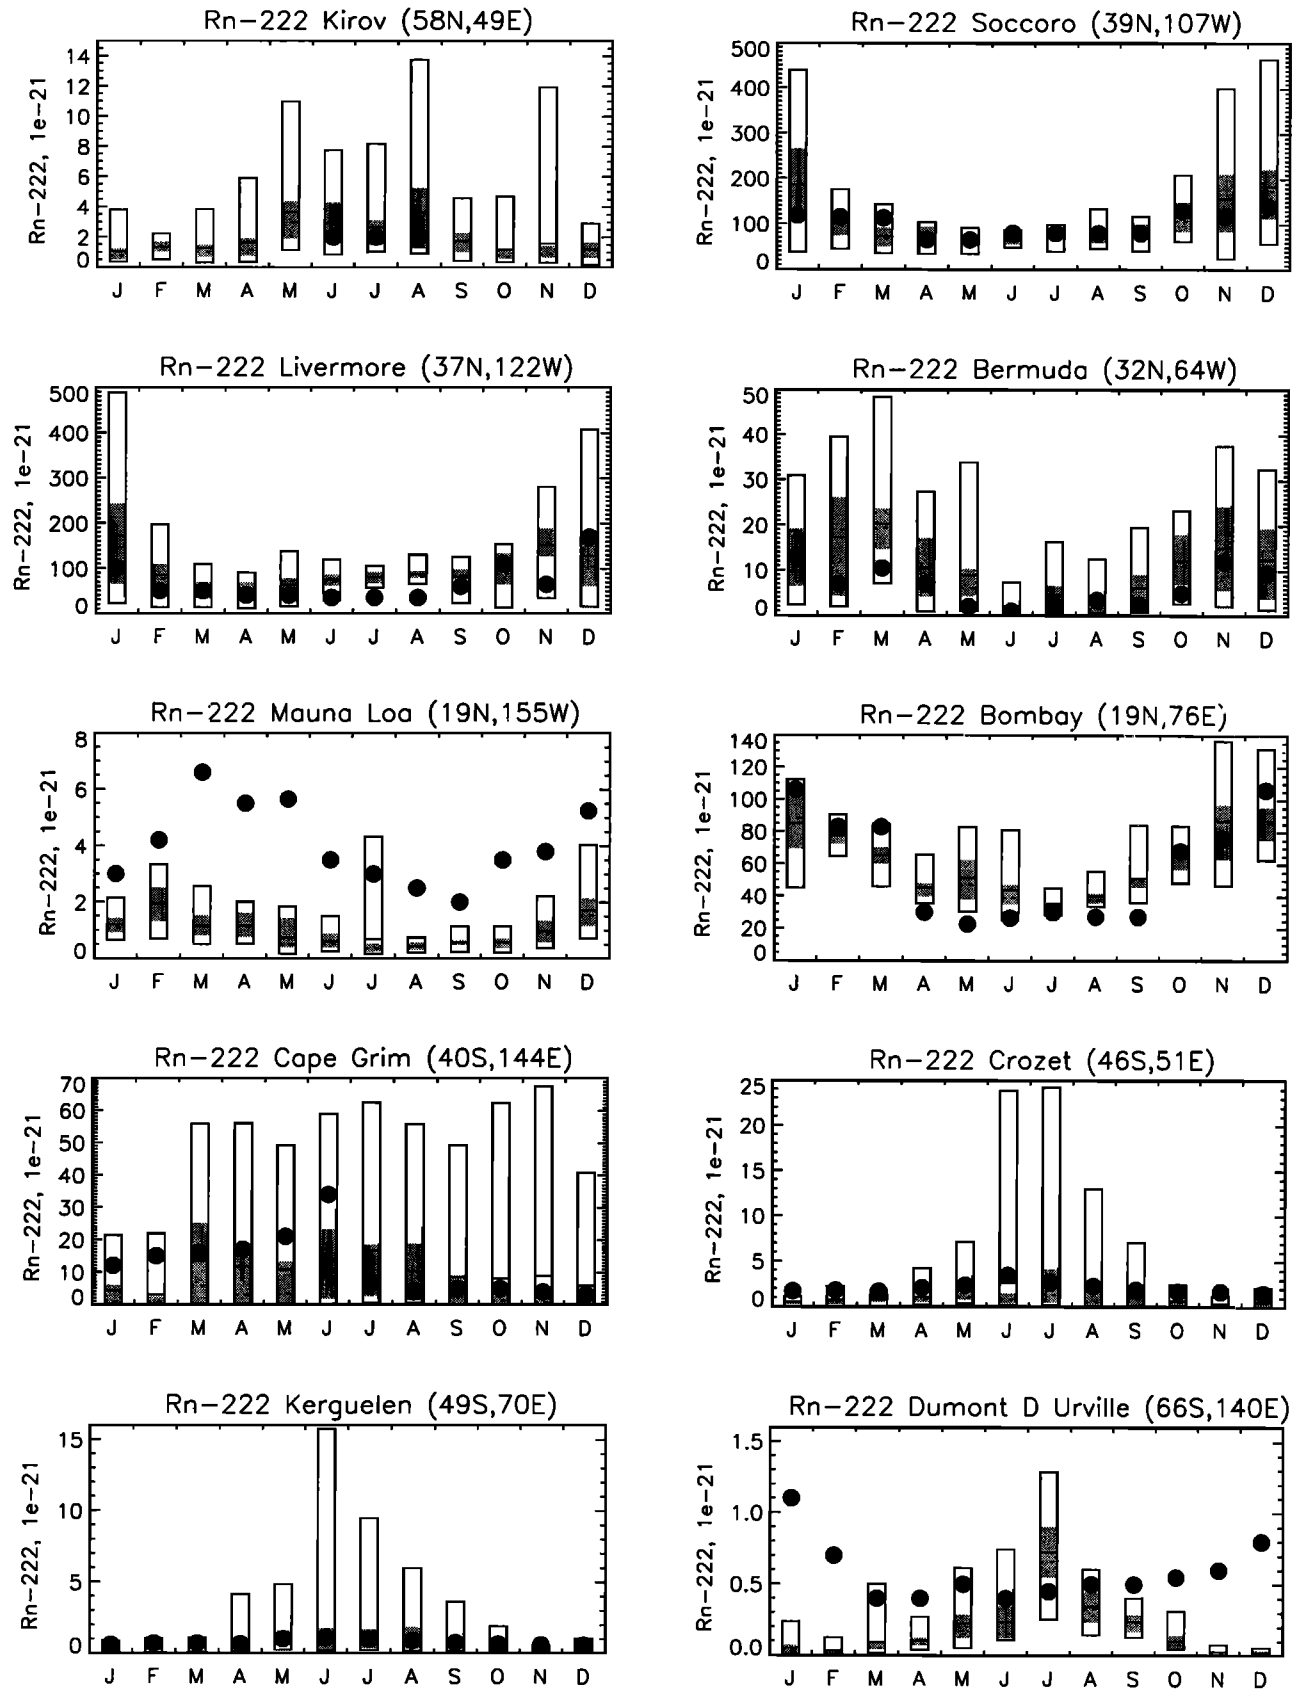 Rn-222 Kirov (58N,49E)
Rn-222, 1e-21
14
12
10
8
6
4
2
0
J F M A M J J A S O N D
Rn-222 Soccoro (39N,107W)
Rn-222, 1e-21
500
400
300
200
100
0
J F M A M J J A S O N D
Rn-222 Livermore (37N,122W)
Rn-222, 1e-21
500
400
300
200
100
0
J F M A M J J A S O N D
Rn-222 Bermuda (32N,64W)
Rn-222, 1e-21
50
40
30
20
10
0
J F M A M J J A S O N D
Rn-222 Mauna Loa (19N,155W)
Rn-222, 1e-21
8
6
4
2
0
J F M A M J J A S O N D
Rn-222 Bombay (19N,76E)
Rn-222, 1e-21
140
120
100
80
60
40
20
0
J F M A M J J A S O N D
Rn-222 Cape Grim (40S,144E)
Rn-222, 1e-21
70
60
50
40
30
20
10
0
J F M A M J J A S O N D
Rn-222 Crozet (46S,51E)
Rn-222, 1e-21
25
20
15
10
5
0
J F M A M J J A S O N D
Rn-222 Kerguelen (49S,70E)
Rn-222, 1e-21
15
10
5
0
J F M A M J J A S O N D
Rn-222 Dumont D Urville (66S,140E)
Rn-222, 1e-21
1.5
1.0
0.5
0.0
J F M A M J J A S O N D